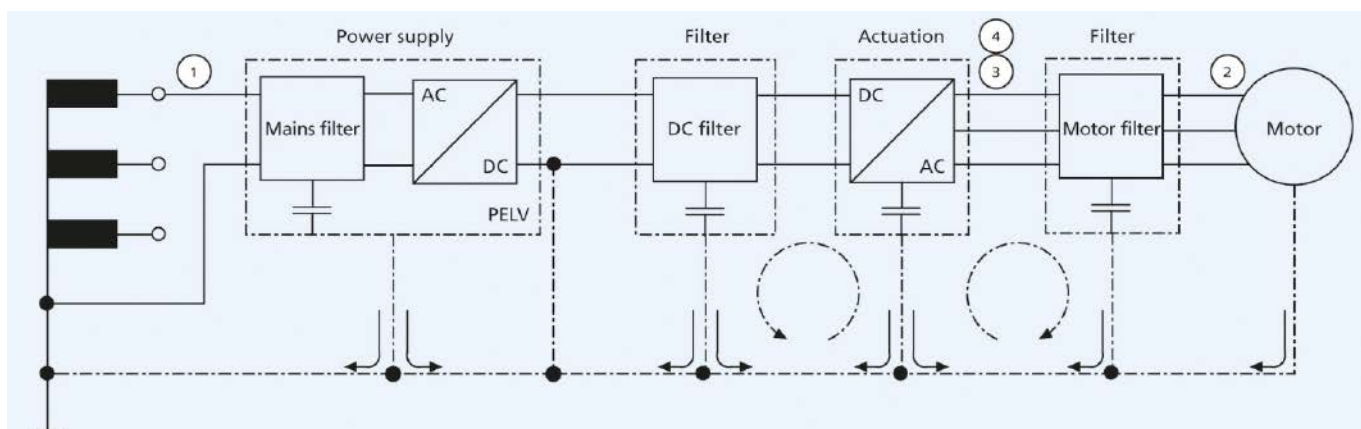 Power supply
Filter
Actuation
4
Filter
1
3
2
AC
DC
Mains filter
DC filter
Motor filter
Motor
DC
AC
PELV